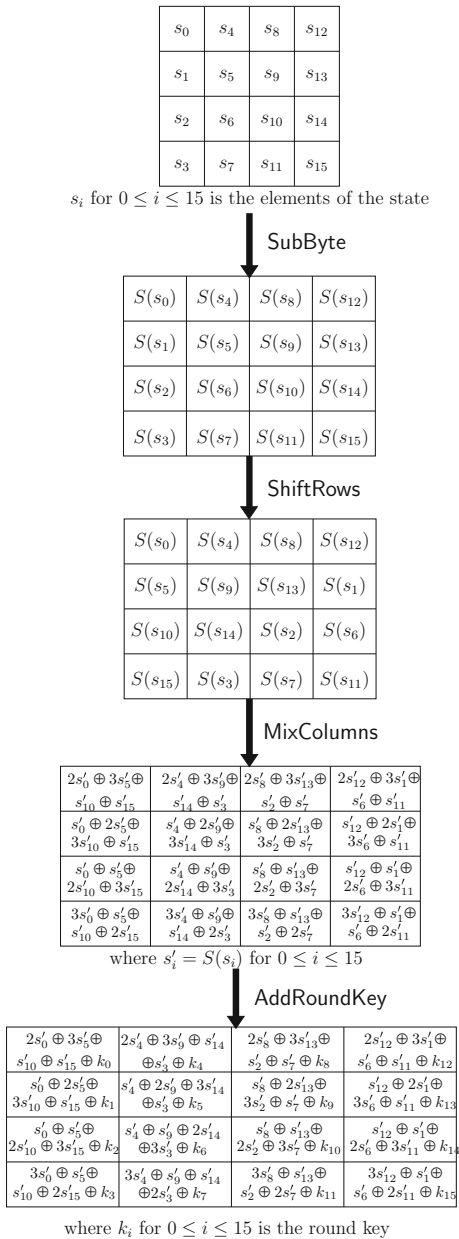 s₀ s₄ s₈ s₁₂
s₁ s₅ s₉ s₁₃
s₂ s₆ s₁₀ s₁₄
s₃ s₇ s₁₁ s₁₅
sᵢ for 0 ≤ i ≤ 15 is the elements of the state
SubByte
S(s₀) S(s₄) S(s₈) S(s₁₂)
S(s₁) S(s₅) S(s₉) S(s₁₃)
S(s₂) S(s₆) S(s₁₀) S(s₁₄)
S(s₃) S(s₇) S(s₁₁) S(s₁₅)
ShiftRows
S(s₀) S(s₄) S(s₈) S(s₁₂)
S(s₅) S(s₉) S(s₁₃) S(s₁)
S(s₁₀) S(s₁₄) S(s₂) S(s₆)
S(s₁₅) S(s₃) S(s₇) S(s₁₁)
MixColumns
2s′₀ ⊕ 3s′₅⊕ 2s′₄ ⊕ 3s′₉⊕ 2s′₈ ⊕ 3s′₁₃⊕ 2s′₁₂ ⊕ 3s′₁⊕
s′₁₀ ⊕ s′₁₅ s′₁₄ ⊕ s′₃ s′₂ ⊕ s′₇ s′₆ ⊕ s′₁₁
s′₀ ⊕ 2s′₅⊕ s′₄ ⊕ 2s′₉⊕ s′₈ ⊕ 2s′₁₃⊕ s′₁₂ ⊕ 2s′₁⊕
3s′₁₀ ⊕ s′₁₅ 3s′₁₄ ⊕ s′₃ 3s′₂ ⊕ s′₇ 3s′₆ ⊕ s′₁₁
s′₀ ⊕ s′₅⊕ s′₄ ⊕ s′₉⊕ s′₈ ⊕ s′₁₃⊕ s′₁₂ ⊕ s′₁⊕
2s′₁₀ ⊕ 3s′₁₅ 2s′₁₄ ⊕ 3s′₃ 2s′₂ ⊕ 3s′₇ 2s′₆ ⊕ 3s′₁₁
3s′₀ ⊕ s′₅⊕ 3s′₄ ⊕ s′₉⊕ 3s′₈ ⊕ s′₁₃⊕ 3s′₁₂ ⊕ s′₁⊕
s′₁₀ ⊕ 2s′₁₅ s′₁₄ ⊕ 2s′₃ s′₂ ⊕ 2s′₇ s′₆ ⊕ 2s′₁₁
where s′ᵢ = S(sᵢ) for 0 ≤ i ≤ 15
AddRoundKey
2s′₀ ⊕ 3s′₅⊕ 2s′₄ ⊕ 3s′₉ ⊕ s′₁₄ 2s′₈ ⊕ 3s′₁₃⊕ 2s′₁₂ ⊕ 3s′₁⊕
s′₁₀ ⊕ s′₁₅ ⊕ k₀ ⊕s′₃ ⊕ k₄ s′₂ ⊕ s′₇ ⊕ k₈ s′₆ ⊕ s′₁₁ ⊕ k₁₂
s′₀ ⊕ 2s′₅⊕ s′₄ ⊕ 2s′₉ ⊕ 3s′₁₄ s′₈ ⊕ 2s′₁₃⊕ s′₁₂ ⊕ 2s′₁⊕
3s′₁₀ ⊕ s′₁₅ ⊕ k₁ ⊕s′₃ ⊕ k₅ 3s′₂ ⊕ s′₇ ⊕ k₉ 3s′₆ ⊕ s′₁₁ ⊕ k₁₃
s′₀ ⊕ s′₅⊕ s′₄ ⊕ s′₉ ⊕ 2s′₁₄ s′₈ ⊕ s′₁₃⊕ s′₁₂ ⊕ s′₁⊕
2s′₁₀ ⊕ 3s′₁₅ ⊕ k₂ ⊕3s′₃ ⊕ k₆ 2s′₂ ⊕ 3s′₇ ⊕ k₁₀ 2s′₆ ⊕ 3s′₁₁ ⊕ k₁₄
3s′₀ ⊕ s′₅⊕ 3s′₄ ⊕ s′₉ ⊕ s′₁₄ 3s′₈ ⊕ s′₁₃⊕ 3s′₁₂ ⊕ s′₁⊕
s′₁₀ ⊕ 2s′₁₅ ⊕ k₃ ⊕2s′₃ ⊕ k₇ s′₂ ⊕ 2s′₇ ⊕ k₁₁ s′₆ ⊕ 2s′₁₁ ⊕ k₁₅
where kᵢ for 0 ≤ i ≤ 15 is the round key